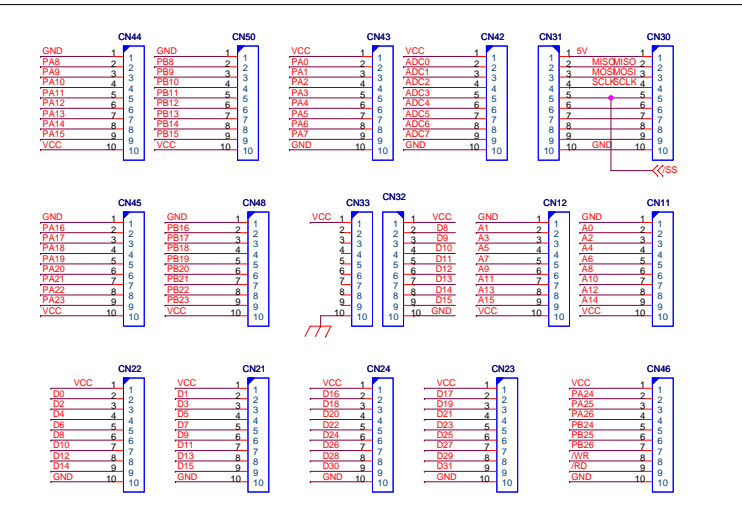 CN44 CN50 CN43 CN42 CN31 CN30
GND 1 1 GND 1 1 VCC 1 1 VCC 1 1 1 1 5V 1 1
PA8 2 2 PB8 2 2 PA0 2 2 ADC0 2 2 2 2 MISO MISO 2 2
PA9 3 3 PB9 3 3 PA1 3 3 ADC1 3 3 3 3 MOSI MOSI 3 3
PA10 4 4 PB10 4 4 PA2 4 4 ADC2 4 4 4 4 SCLK SCLK 4 4
PA11 5 5 PB11 5 5 PA3 5 5 ADC3 5 5 5 5 5 5
PA12 6 6 PB12 6 6 PA4 6 6 ADC4 6 6 6 6 6 6
PA13 7 7 PB13 7 7 PA5 7 7 ADC5 7 7 7 7 7 7
PA14 8 8 PB14 8 8 PA6 8 8 ADC6 8 8 8 8 8 8
PA15 9 9 PB15 9 9 PA7 9 9 ADC7 9 9 9 9 9 9
VCC 10 10 VCC 10 10 GND 10 10 GND 10 10 10 10 GND 10 10
/SS
CN45 CN48 CN33 CN32 CN12 CN11
GND 1 1 GND 1 1 VCC 1 1 1 1 VCC GND 1 1 GND 1 1
PA16 2 2 PB16 2 2 2 2 2 2 D8 A1 2 2 A0 2 2
PA17 3 3 PB17 3 3 3 3 3 3 D9 A3 3 3 A2 3 3
PA18 4 4 PB18 4 4 4 4 4 4 D10 A5 4 4 A4 4 4
PA19 5 5 PB19 5 5 5 5 5 5 D11 A7 5 5 A6 5 5
PA20 6 6 PB20 6 6 6 6 6 6 D12 A9 6 6 A8 6 6
PA21 7 7 PB21 7 7 7 7 7 7 D13 A11 7 7 A10 7 7
PA22 8 8 PB22 8 8 8 8 8 8 D14 A13 8 8 A12 8 8
PA23 9 9 PB23 9 9 9 9 9 9 D15 A15 9 9 A14 9 9
VCC 10 10 VCC 10 10 10 10 10 10 GND VCC 10 10 VCC 10 10
CN22 CN21 CN24 CN23 CN46
VCC 1 1 VCC 1 1 VCC 1 1 VCC 1 1 VCC 1 1
D0 2 2 D1 2 2 D16 2 2 D17 2 2 PA24 2 2
D2 3 3 D3 3 3 D18 3 3 D19 3 3 PA25 3 3
D4 4 4 D5 4 4 D20 4 4 D21 4 4 PA26 4 4
D6 5 5 D7 5 5 D22 5 5 D23 5 5 PB24 5 5
D8 6 6 D9 6 6 D24 6 6 D25 6 6 PB25 6 6
D10 7 7 D11 7 7 D26 7 7 D27 7 7 PB26 7 7
D12 8 8 D13 8 8 D28 8 8 D29 8 8 /WR 8 8
D14 9 9 D15 9 9 D30 9 9 D31 9 9 /RD 9 9
GND 10 10 GND 10 10 GND 10 10 GND 10 10 GND 10 10